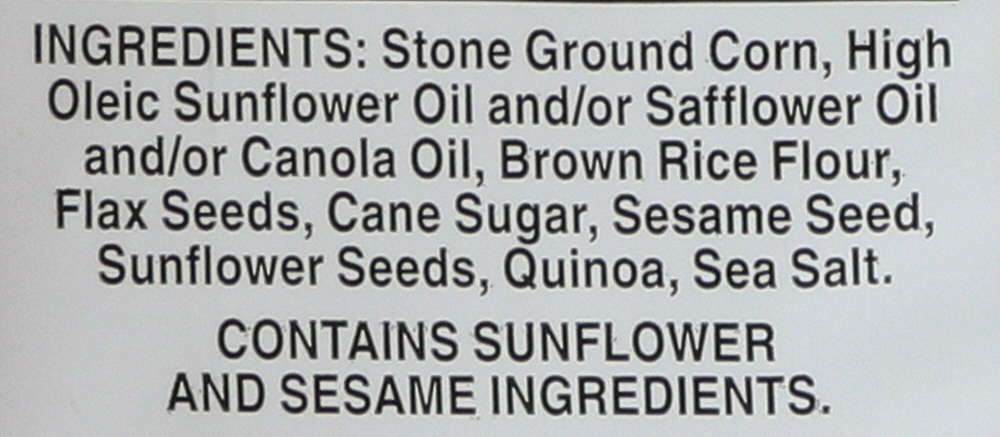 INGREDIENTS: Stone Ground Corn, High
Oleic Sunflower Oil and/or Safflower Oil
and/or Canola Oil, Brown Rice Flour,
Flax Seeds, Cane Sugar, Sesame Seed,
Sunflower Seeds, Quinoa, Sea Salt.
CONTAINS SUNFLOWER
AND SESAME INGREDIENTS.